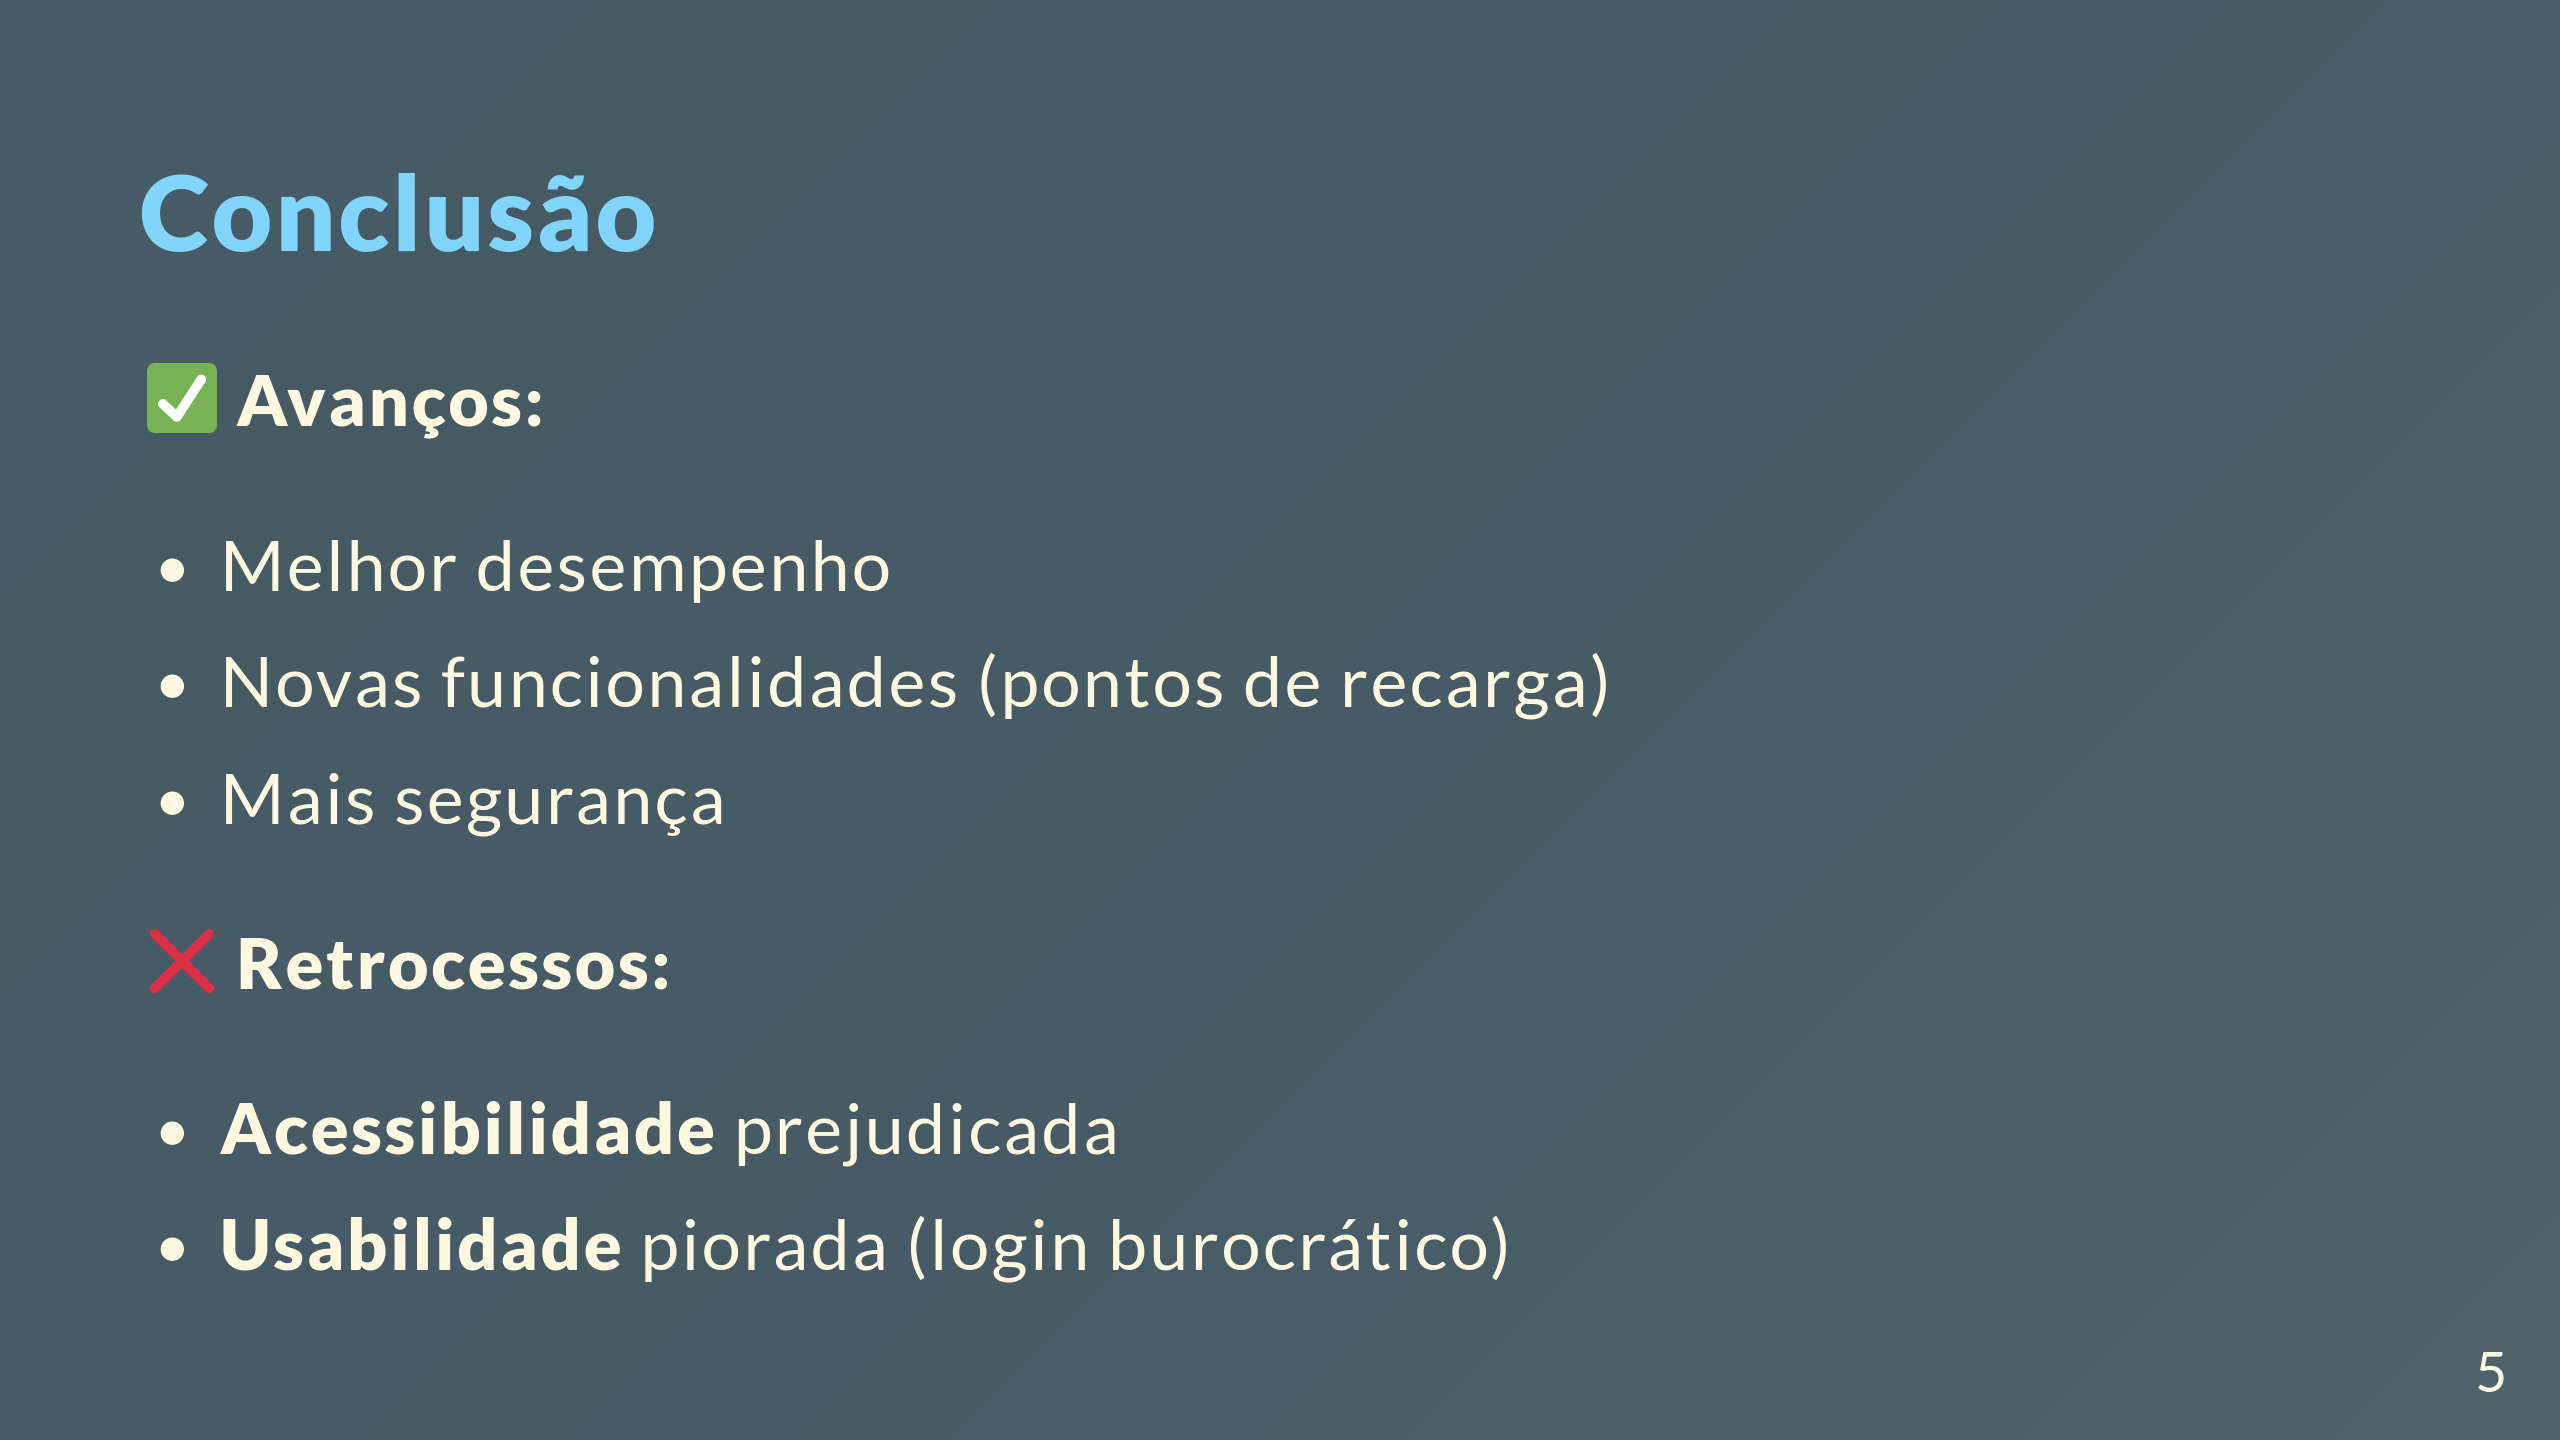 Conclusão
✅ Avanços:
• Melhor desempenho
• Novas funcionalidades (pontos de recarga)
• Mais segurança
❌ Retrocessos:
• Acessibilidade prejudicada
• Usabilidade piorada (login burocrático)
5